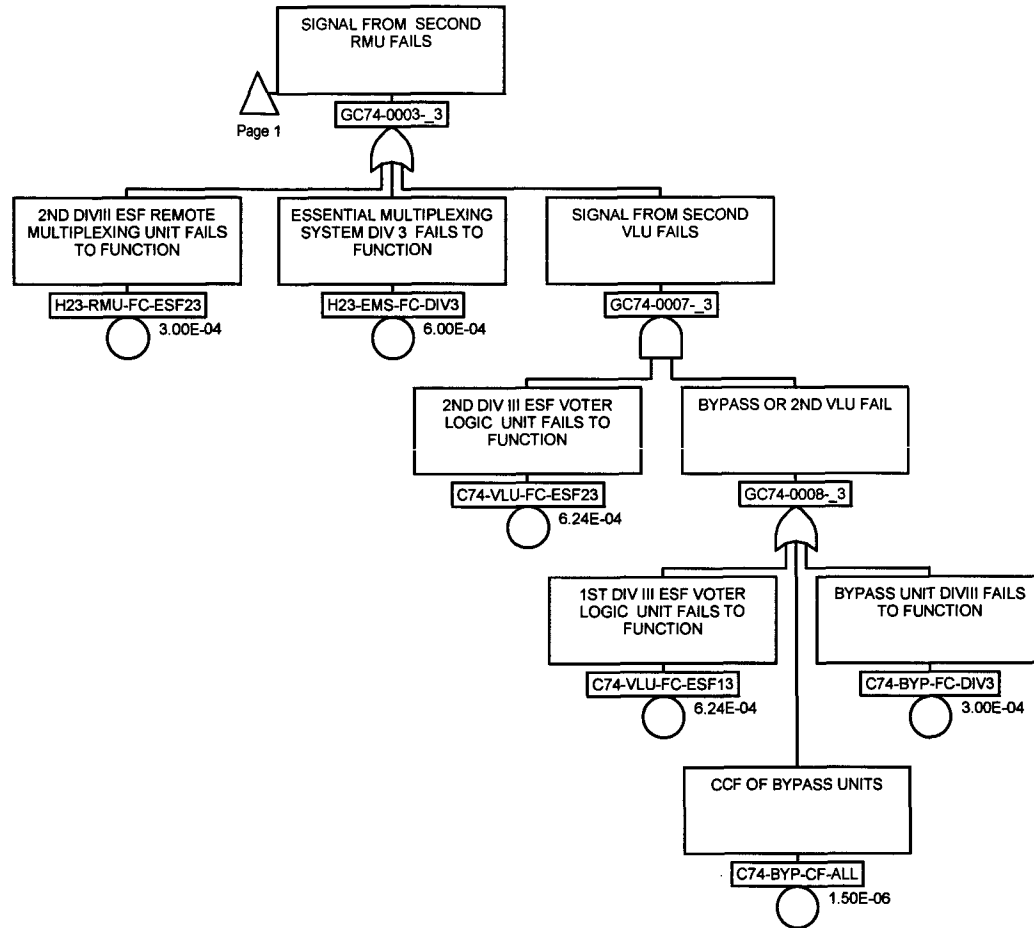 SIGNAL FROM SECOND
RMU FAILS
Page 1
GC74-0003-_3
2ND DIVIII ESF REMOTE
MULTIPLEXING UNIT FAILS
TO FUNCTION
H23-RMU-FC-ESF23
3.00E-04
ESSENTIAL MULTIPLEXING
SYSTEM DIV 3 FAILS TO
FUNCTION
H23-EMS-FC-DIV3
6.00E-04
SIGNAL FROM SECOND
VLU FAILS
GC74-0007-_3
2ND DIV III ESF VOTER
LOGIC UNIT FAILS TO
FUNCTION
C74-VLU-FC-ESF23
6.24E-04
BYPASS OR 2ND VLU FAIL
GC74-0008-_3
1ST DIV III ESF VOTER
LOGIC UNIT FAILS TO
FUNCTION
C74-VLU-FC-ESF13
6.24E-04
BYPASS UNIT DIVIII FAILS
TO FUNCTION
C74-BYP-FC-DIV3
3.00E-04
CCF OF BYPASS UNITS
C74-BYP-CF-ALL
1.50E-06